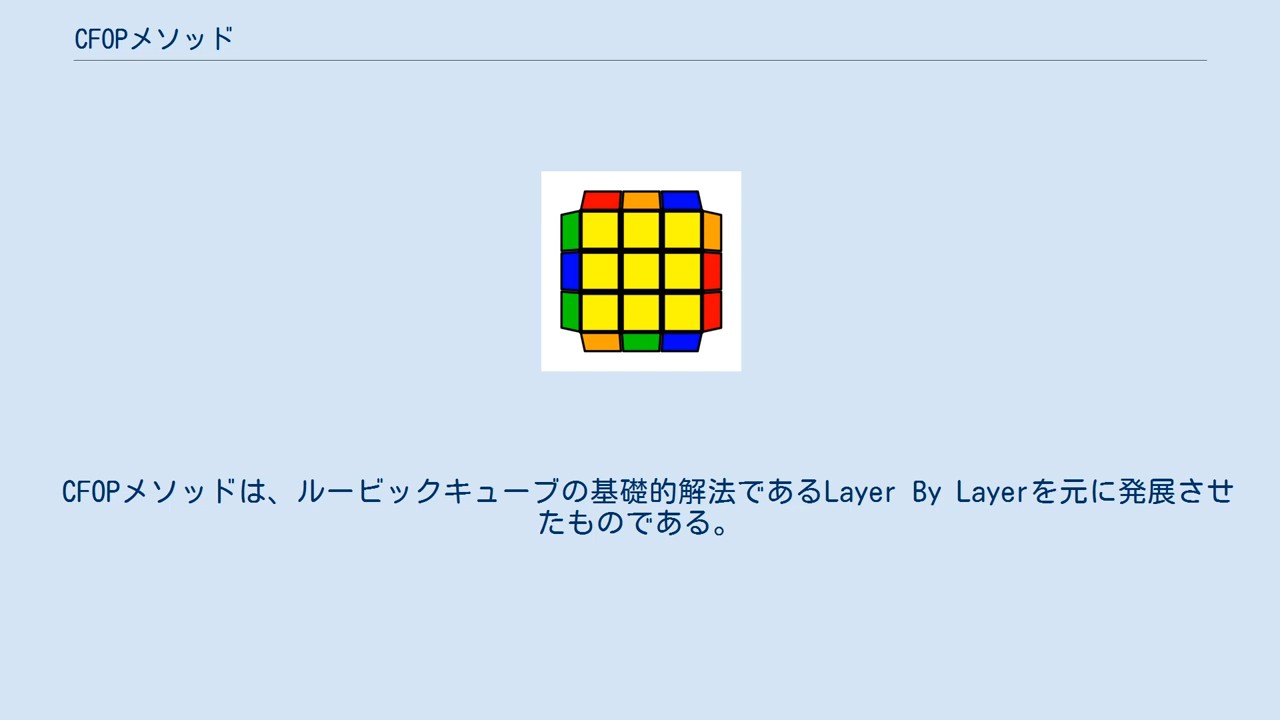 CFOPメソッド
CFOPメソッドは、ルービックキューブの基礎的解法であるLayer By Layerを元に発展させ
たものである。